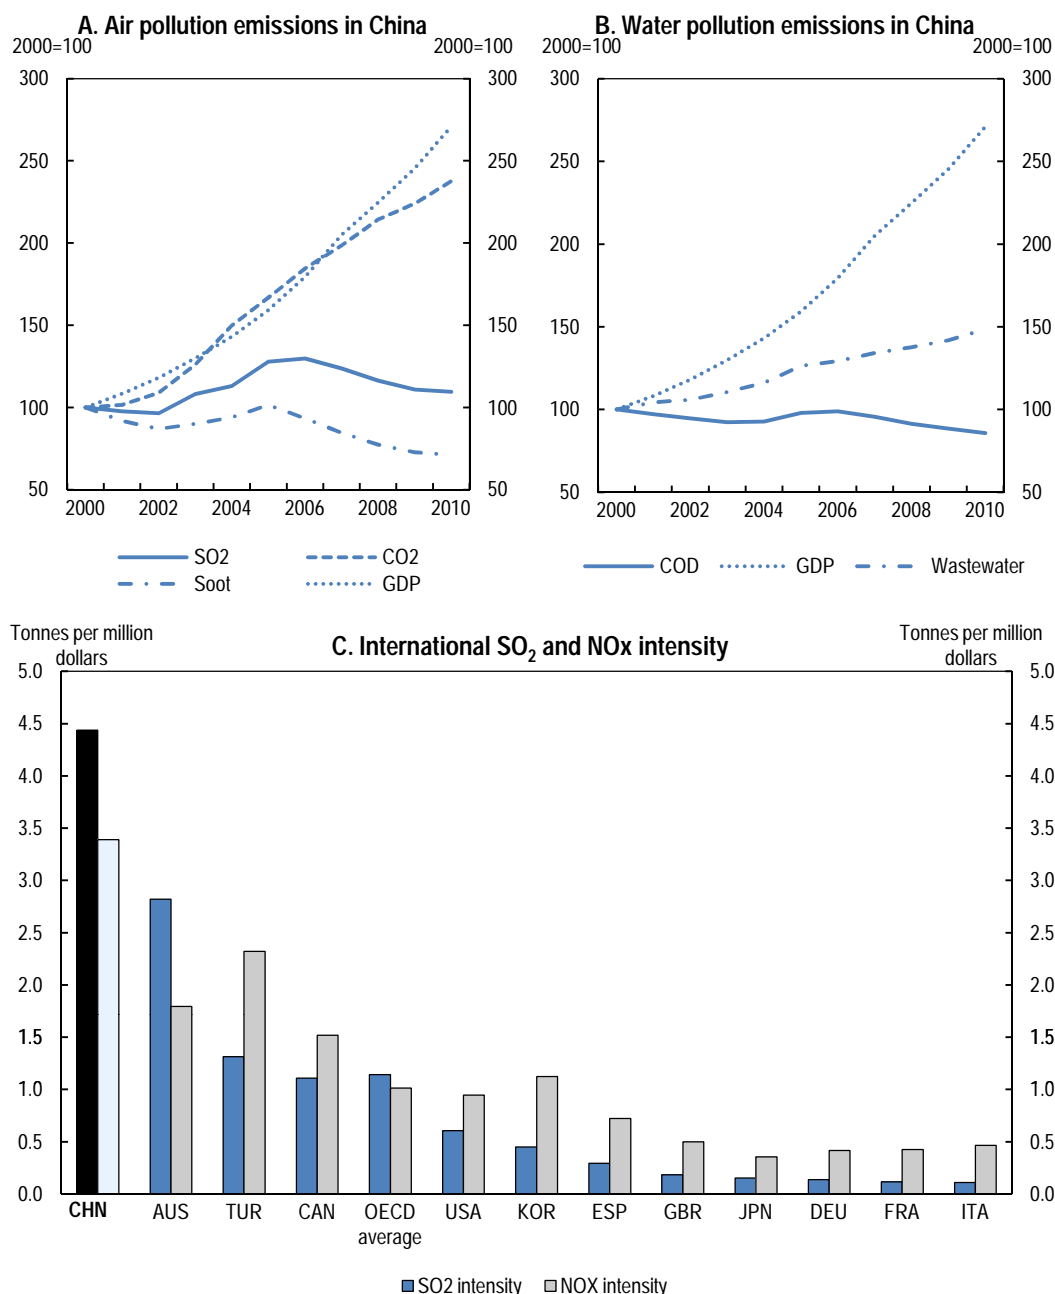 A. Air pollution emissions in China
2000=100 2000=100
300 300
250 250
200 200
150 150
100 100
50 50
2000 2002 2004 2006 2008 2010
SO2 CO2
Soot GDP
B. Water pollution emissions in China
2000=100 2000=100
300 300
250 250
200 200
150 150
100 100
50 50
2000 2002 2004 2006 2008 2010
COD GDP Wastewater
C. International SO2 and NOx intensity
Tonnes per million dollars Tonnes per million dollars
5.0 5.0
4.5 4.5
4.0 4.0
3.5 3.5
3.0 3.0
2.5 2.5
2.0 2.0
1.5 1.5
1.0 1.0
0.5 0.5
0.0 0.0
CHN AUS TUR CAN OECD average USA KOR ESP GBR JPN DEU FRA ITA
SO2 intensity NOX intensity